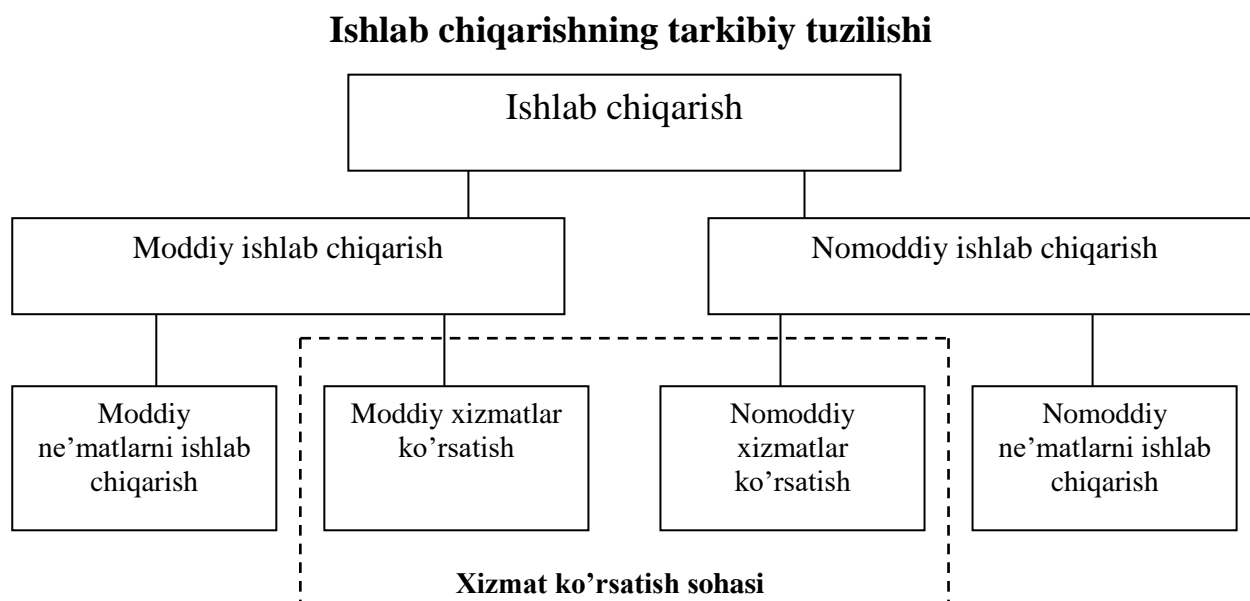 Ishlab chiqarishning tarkibiy tuzilishi
Ishlab chiqarish
Moddiy ishlab chiqarish
Nomoddiy ishlab chiqarish
Moddiy
ne’matlarni ishlab
chiqarish
Moddiy xizmatlar
ko’rsatish
Nomoddiy
xizmatlar
ko’rsatish
Nomoddiy
ne’matlarni ishlab
chiqarish
Xizmat ko’rsatish sohasi